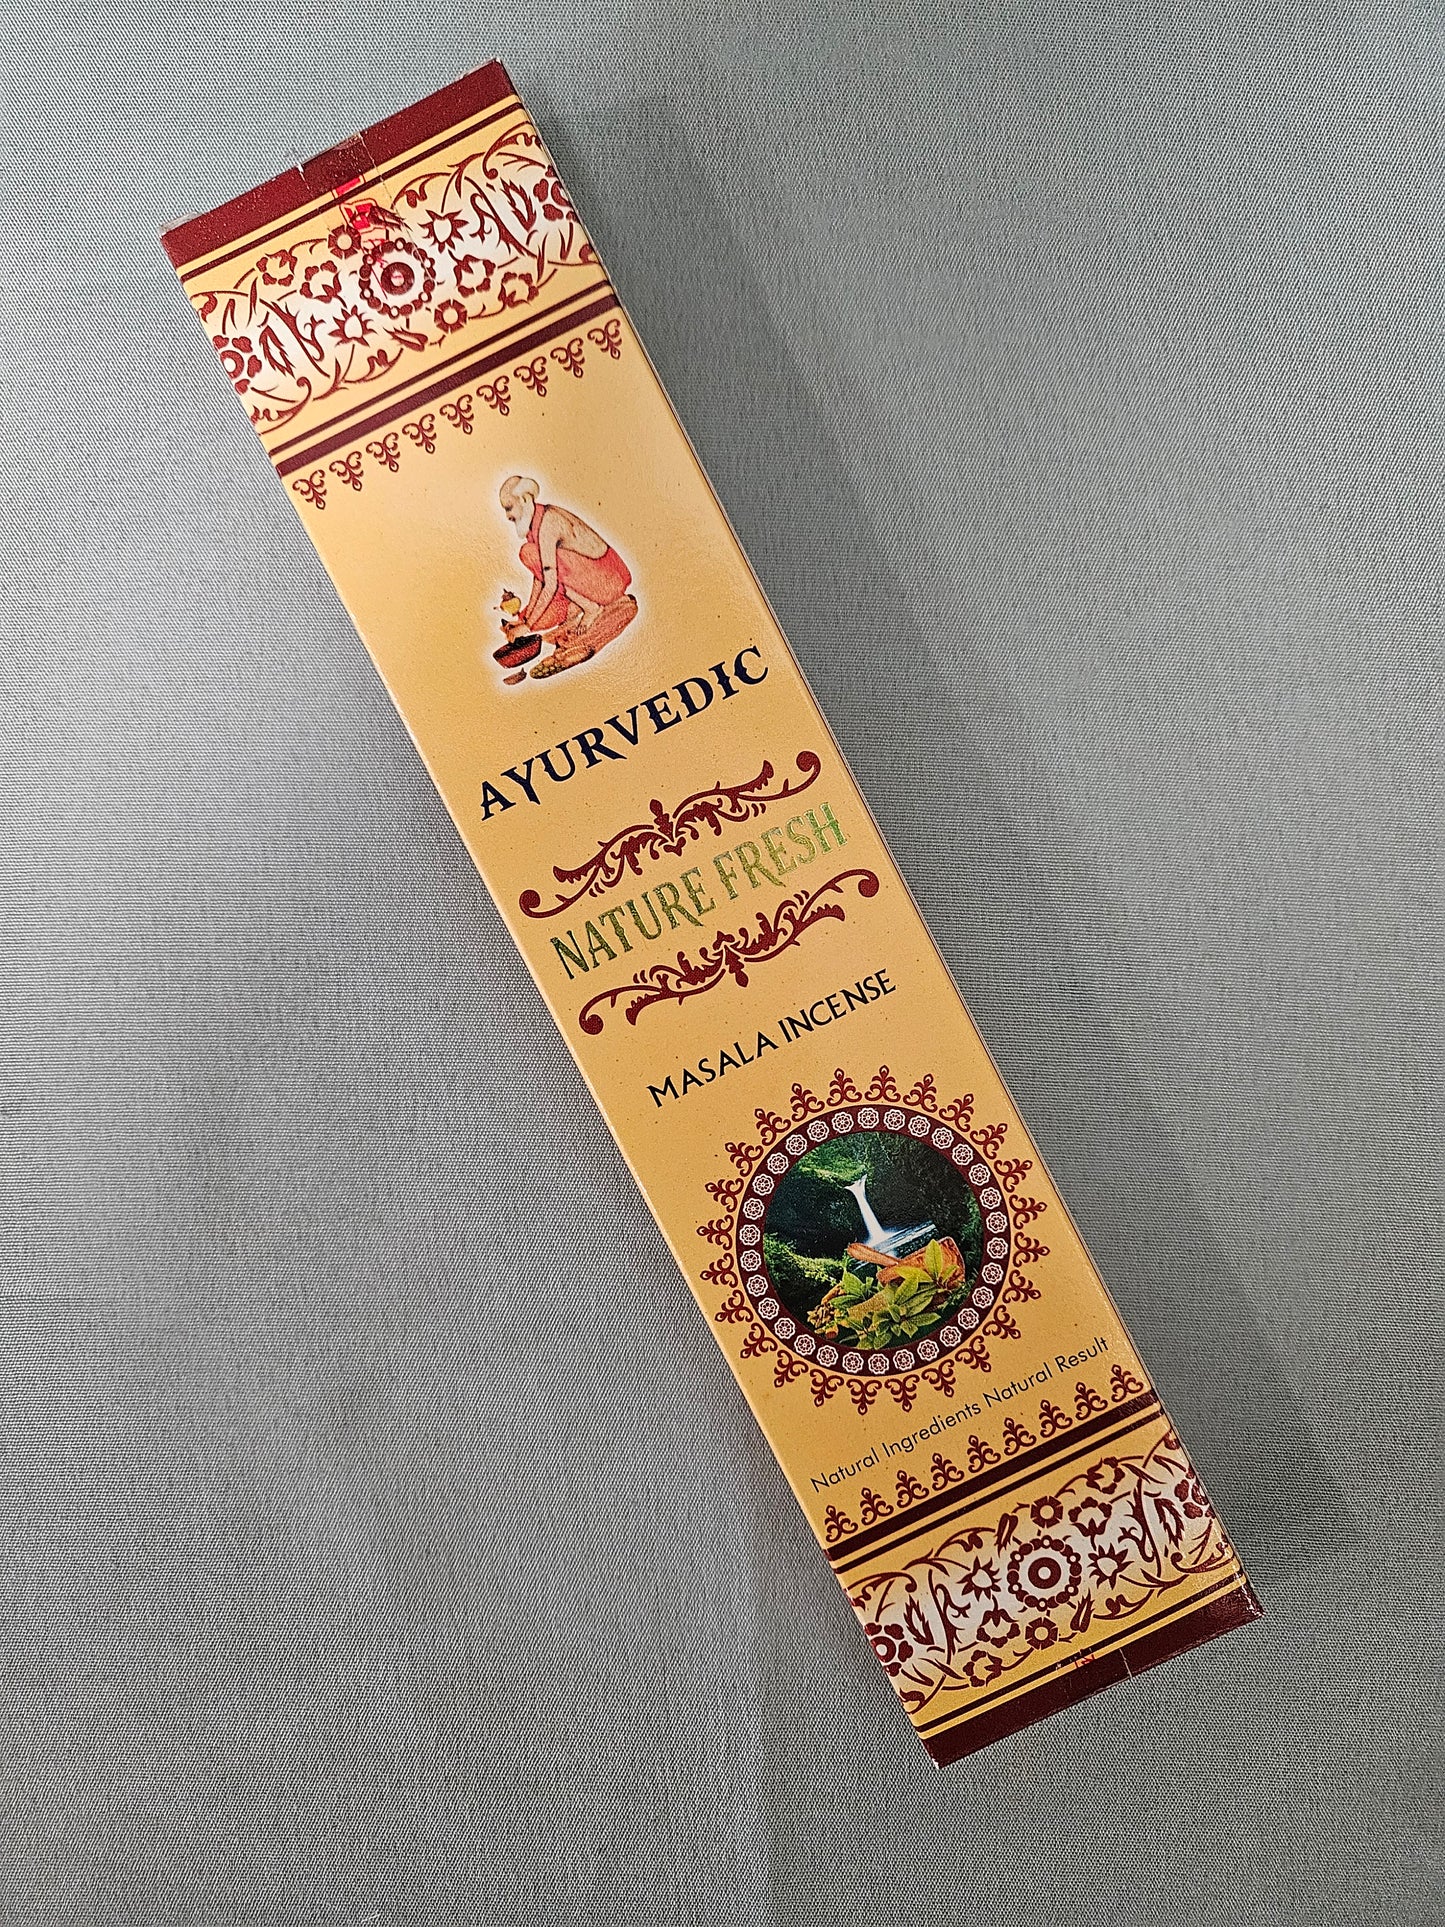 AYURVEDIC
NATURE FRESH
MASALA INCENSE
Natural Ingredients Natural Result